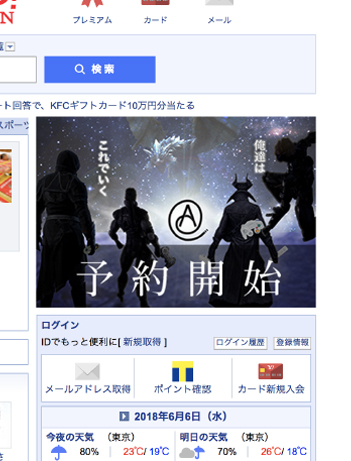 IN
プレミアム
カード
メール
検索
ート回答で、KFCギフトカード10万円分当たる
スポーツ
俺達は
これでいく
予約開始
ログイン
IDでもっと便利に[ 新規取得 ]
ログイン履歴
登録情報
メールアドレス取得
ポイント確認
カード新規入会
2018年6月6日（水）
今夜の天気 （東京）
明日の天気 （東京）
80% 23℃/ 19℃
70% 26℃/ 18℃